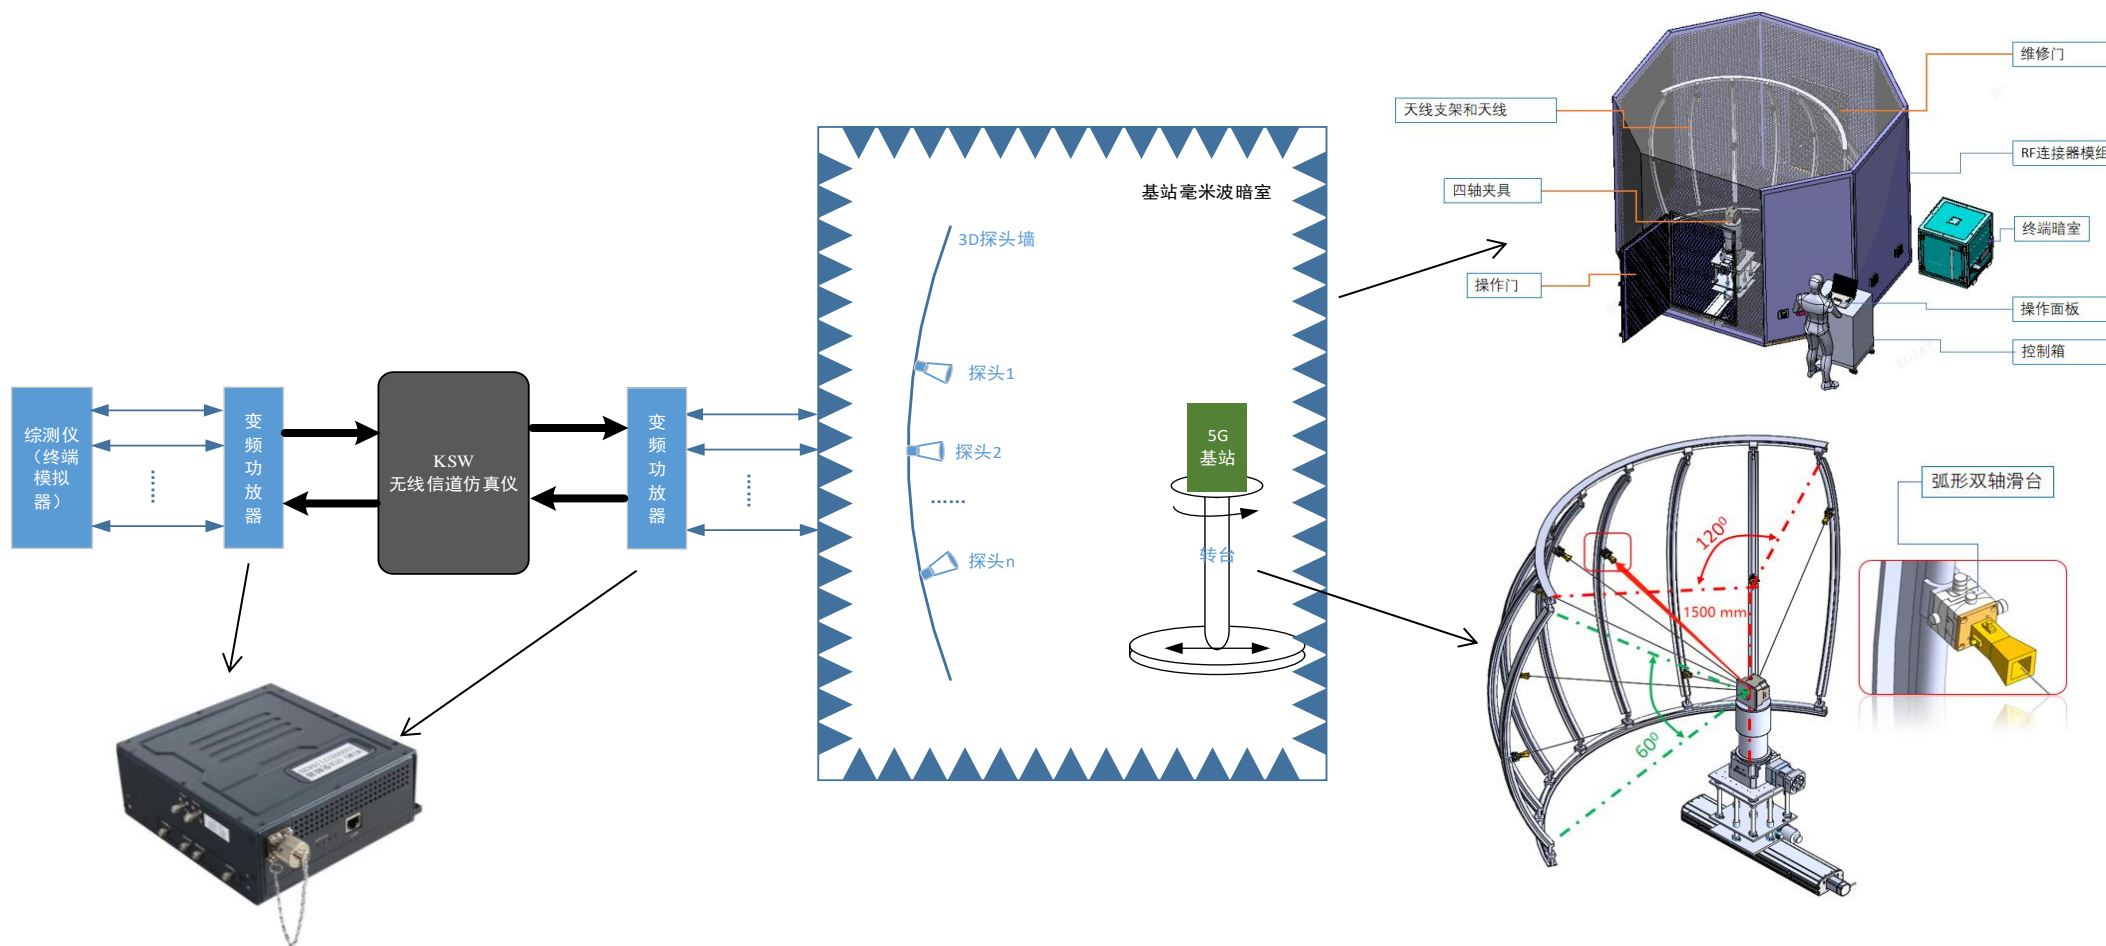 综测仪
（终端
模拟
器）
变
频
功
放
器
KSW
无线信道仿真仪
变
频
功
放
器
基站毫米波暗室
3D探头墙
探头1
探头2
……
探头n
5G
基站
转台
天线支架和天线
四轴夹具
操作门
维修门
RF连接器模组
终端暗室
操作面板
控制箱
弧形双轴滑台
120⁰
1500 mm
60⁰